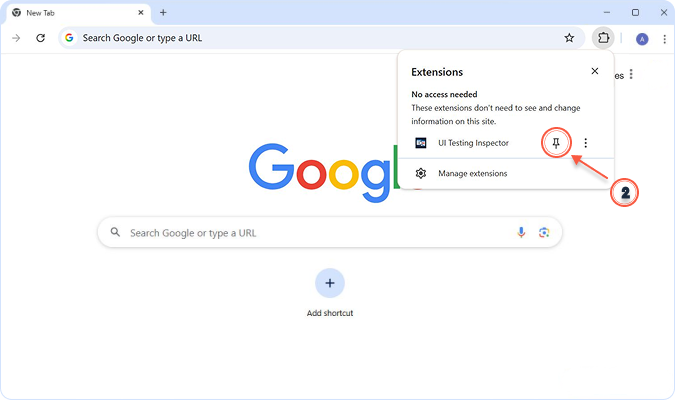 New Tab
Search Google or type a URL
A
Extensions
es
No access needed
These extensions don't need to see and change
information on this site.
UI Testing Inspector
Manage extensions
2
Googl
Search Google or type a URL
Add shortcut